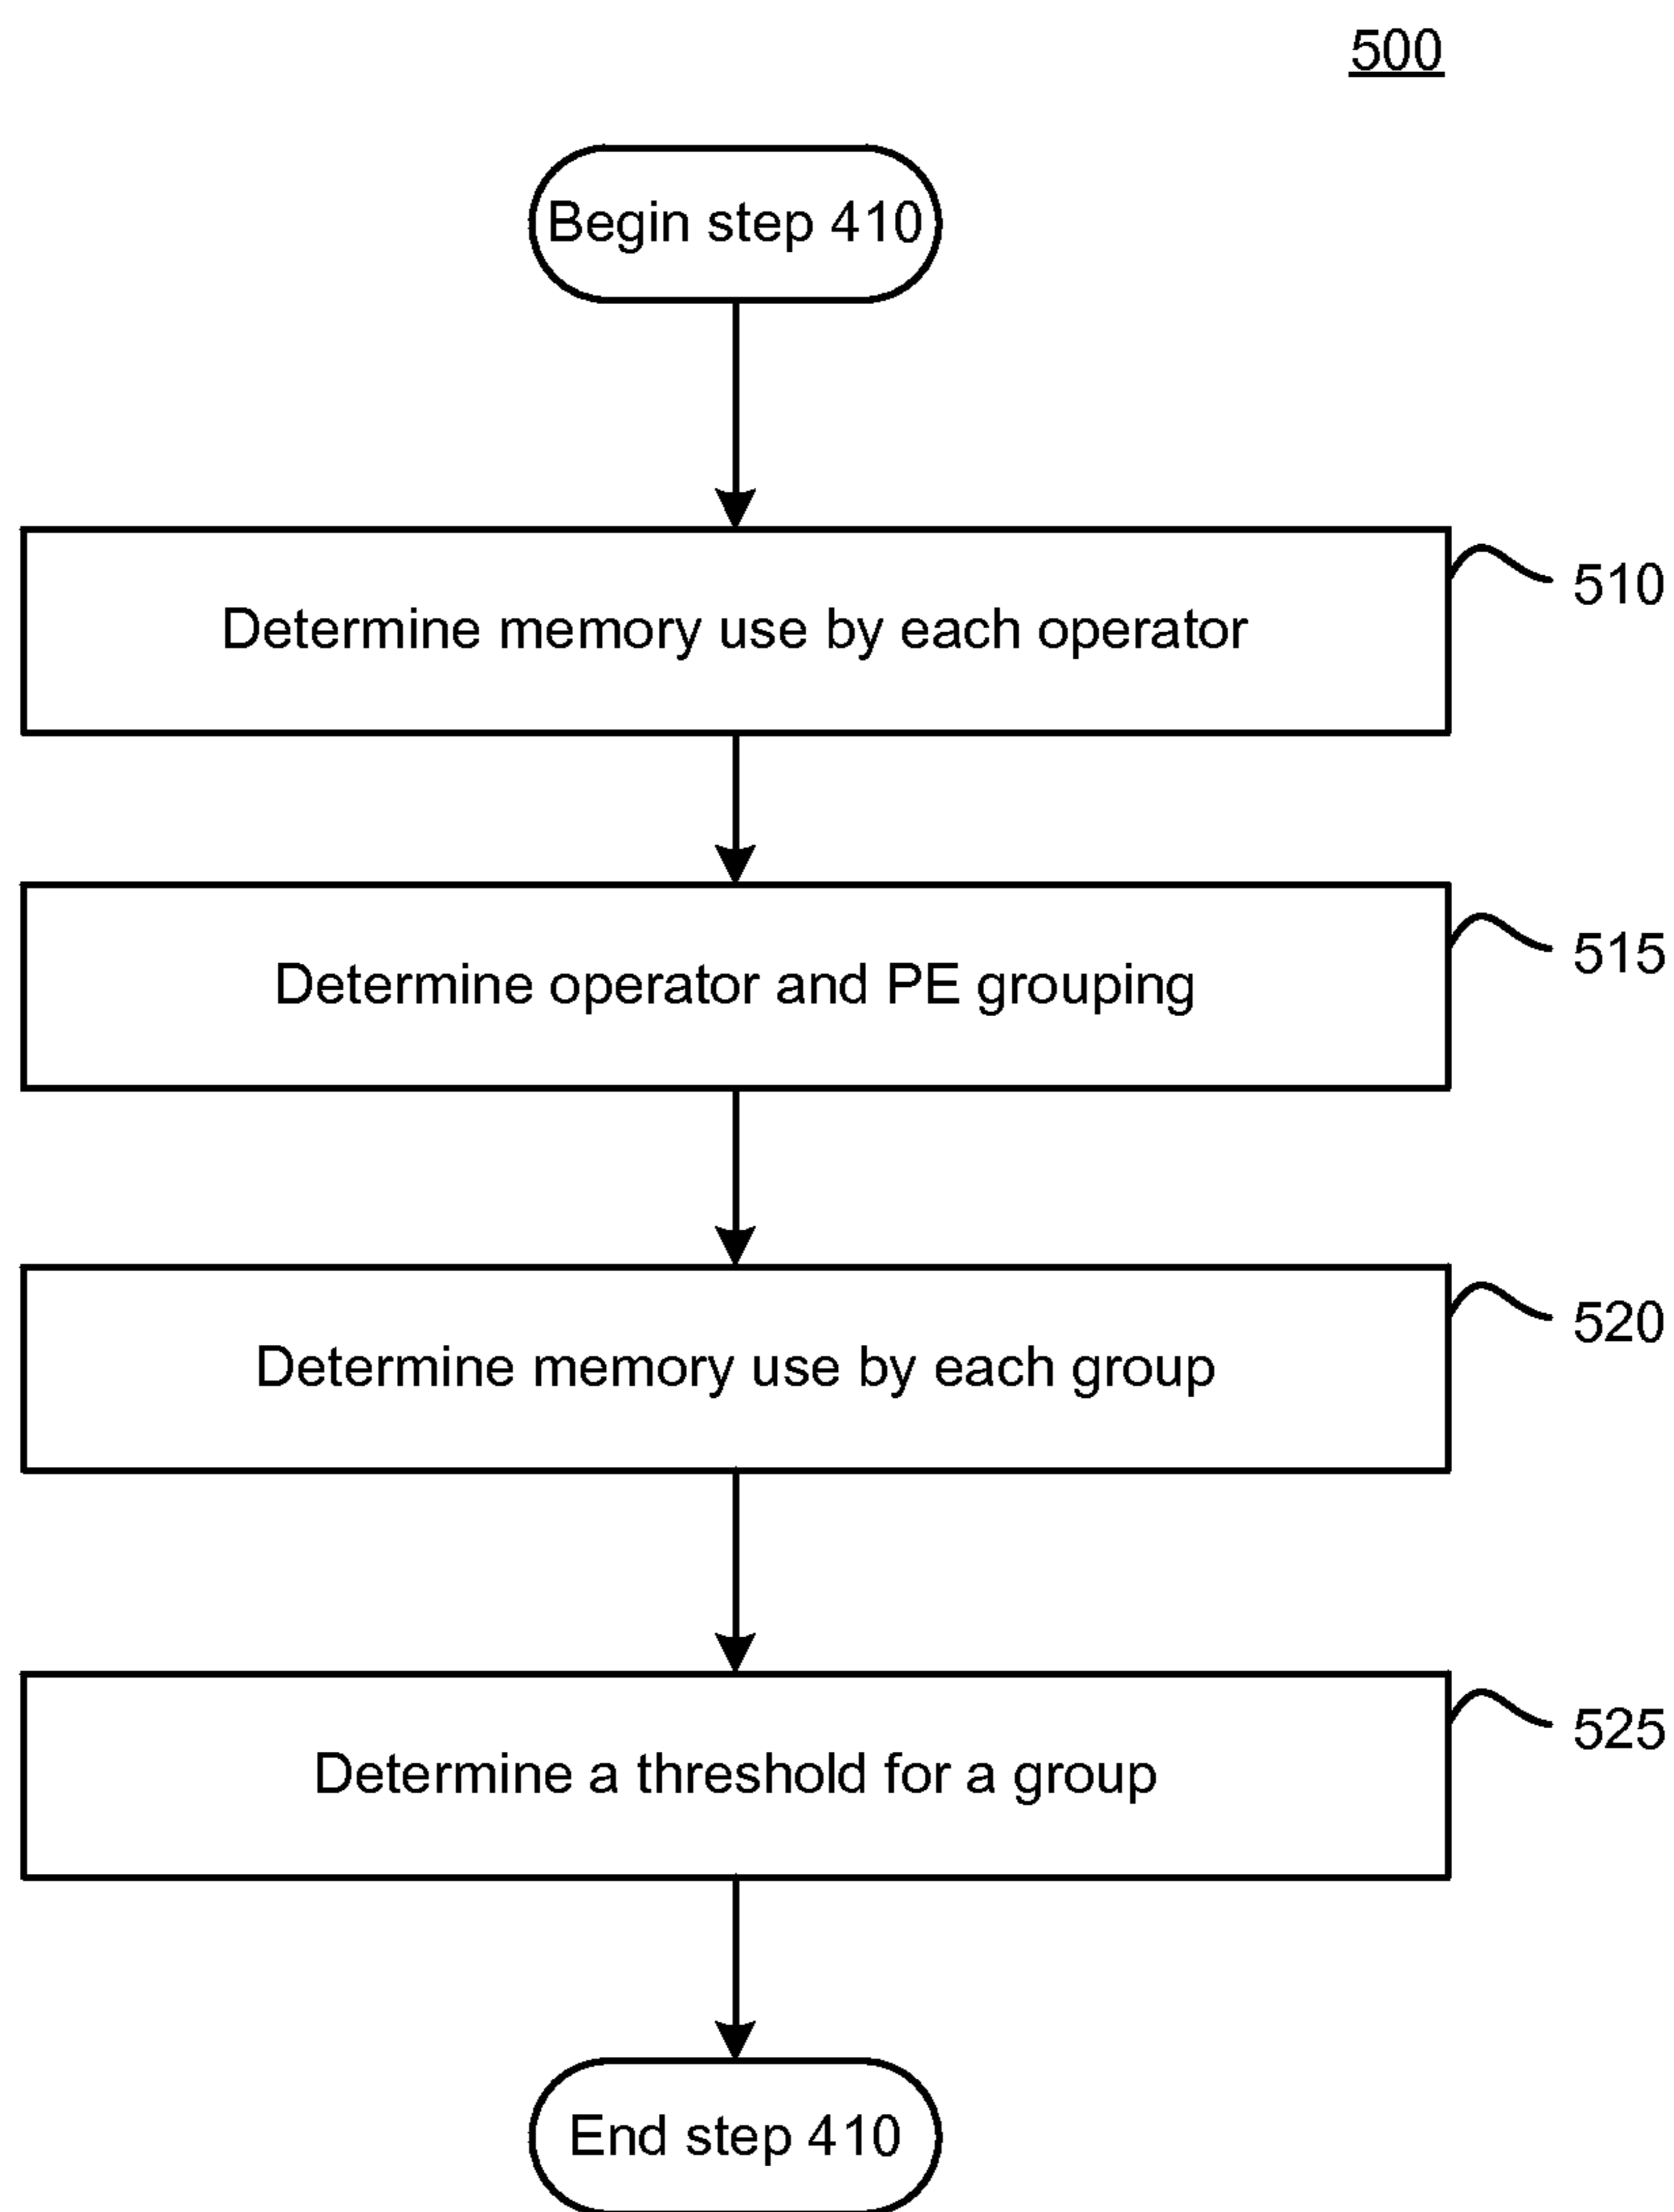 500
Begin step 410
Determine memory use by each operator
510
Determine operator and PE grouping
515
Determine memory use by each group
520
Determine a threshold for a group
525
End step 410